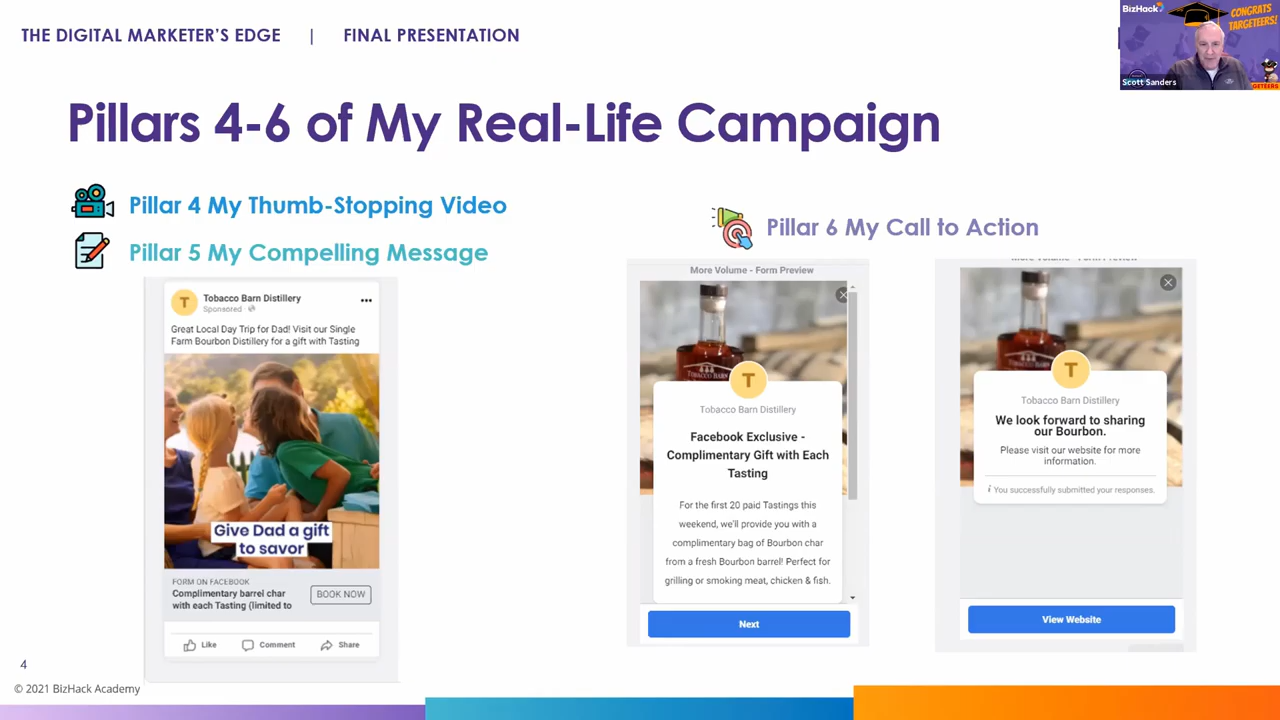 THE DIGITAL MARKETER'S EDGE | FINAL PRESENTATION
BizHack
CONGRATS
TARGETEERS!
Scott Sanders
Pillars 4-6 of My Real-Life Campaign
Pillar 4 My Thumb-Stopping Video
Pillar 5 My Compelling Message
Tobacco Barn Distillery
Sponsored
Great Local Day Trip for Dad! Visit our Single
Farm Bourbon Distillery for a gift with Tasting
Give Dad a gift
to savor
FORM ON FACEBOOK
Complimentary barrel char
with each Tasting (limited to
BOOK NOW
Like Comment Share
Pillar 6 My Call to Action
More Volume - Form Preview
TOBACCO BARN
T
Tobacco Barn Distillery
Facebook Exclusive -
Complimentary Gift with Each
Tasting
For the first 20 paid Tastings this
weekend, we'll provide you with a
complimentary bag of Bourbon char
from a fresh Bourbon barrel! Perfect for
grilling or smoking meat, chicken & fish.
Next
More Volume - Form Preview
T
Tobacco Barn Distillery
We look forward to sharing
our Bourbon.
Please visit our website for more
information.
You successfully submitted your responses.
View Website
4
© 2021 BizHack Academy